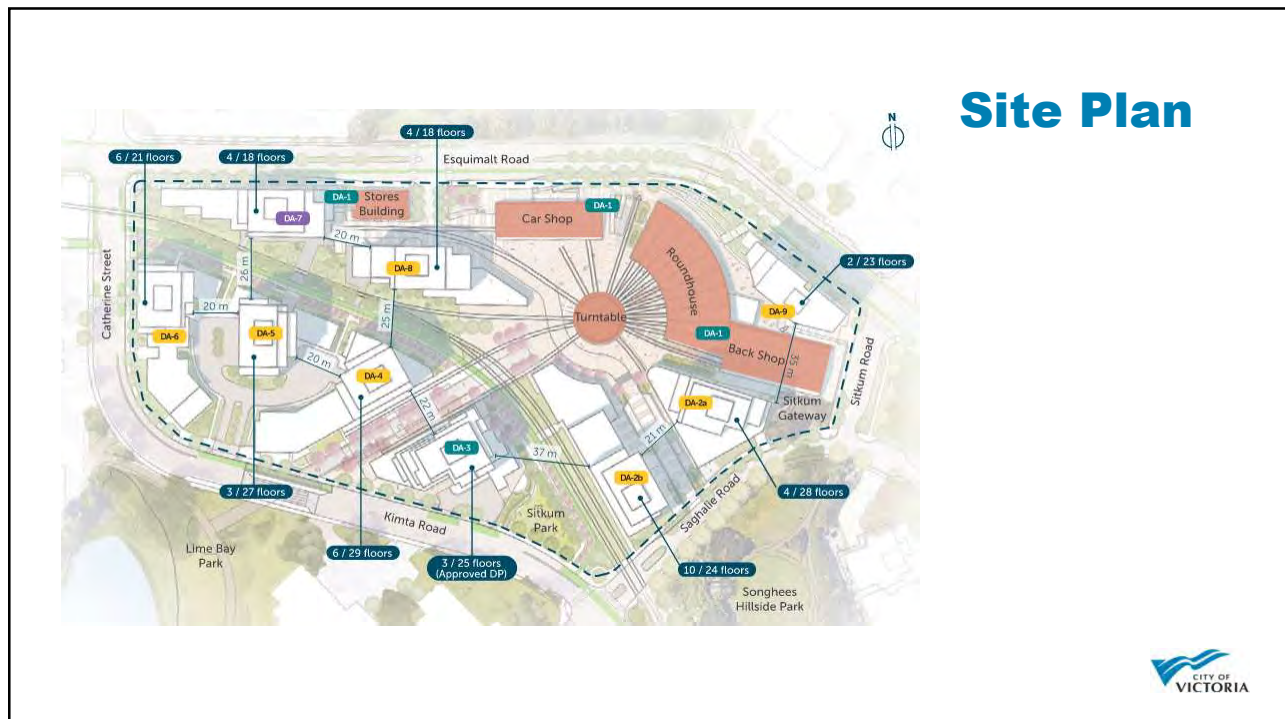 Site Plan
N
4 / 18 floors
6 / 21 floors
4 / 18 floors
Esquimalt Road
DA-1
Stores
Building
DA-7
DA-1
Car Shop
20 m
DA-8
26 m
Roundhouse
2 / 23 floors
Catherine Street
20 m
25 m
Turntable
DA-9
DA-6
DA-5
DA-1
Back Shop
35 m
Sitkum Road
20 m
DA-4
22 m
DA-2a
Sitkum
Gateway
DA-3
37 m
21 m
DA-2b
3 / 27 floors
4 / 28 floors
Saghalie Road
Kimta Road
Sitkum
Park
Lime Bay
Park
6 / 29 floors
3 / 25 floors
(Approved DP)
10 / 24 floors
Songhees
Hillside Park
CITY OF
VICTORIA